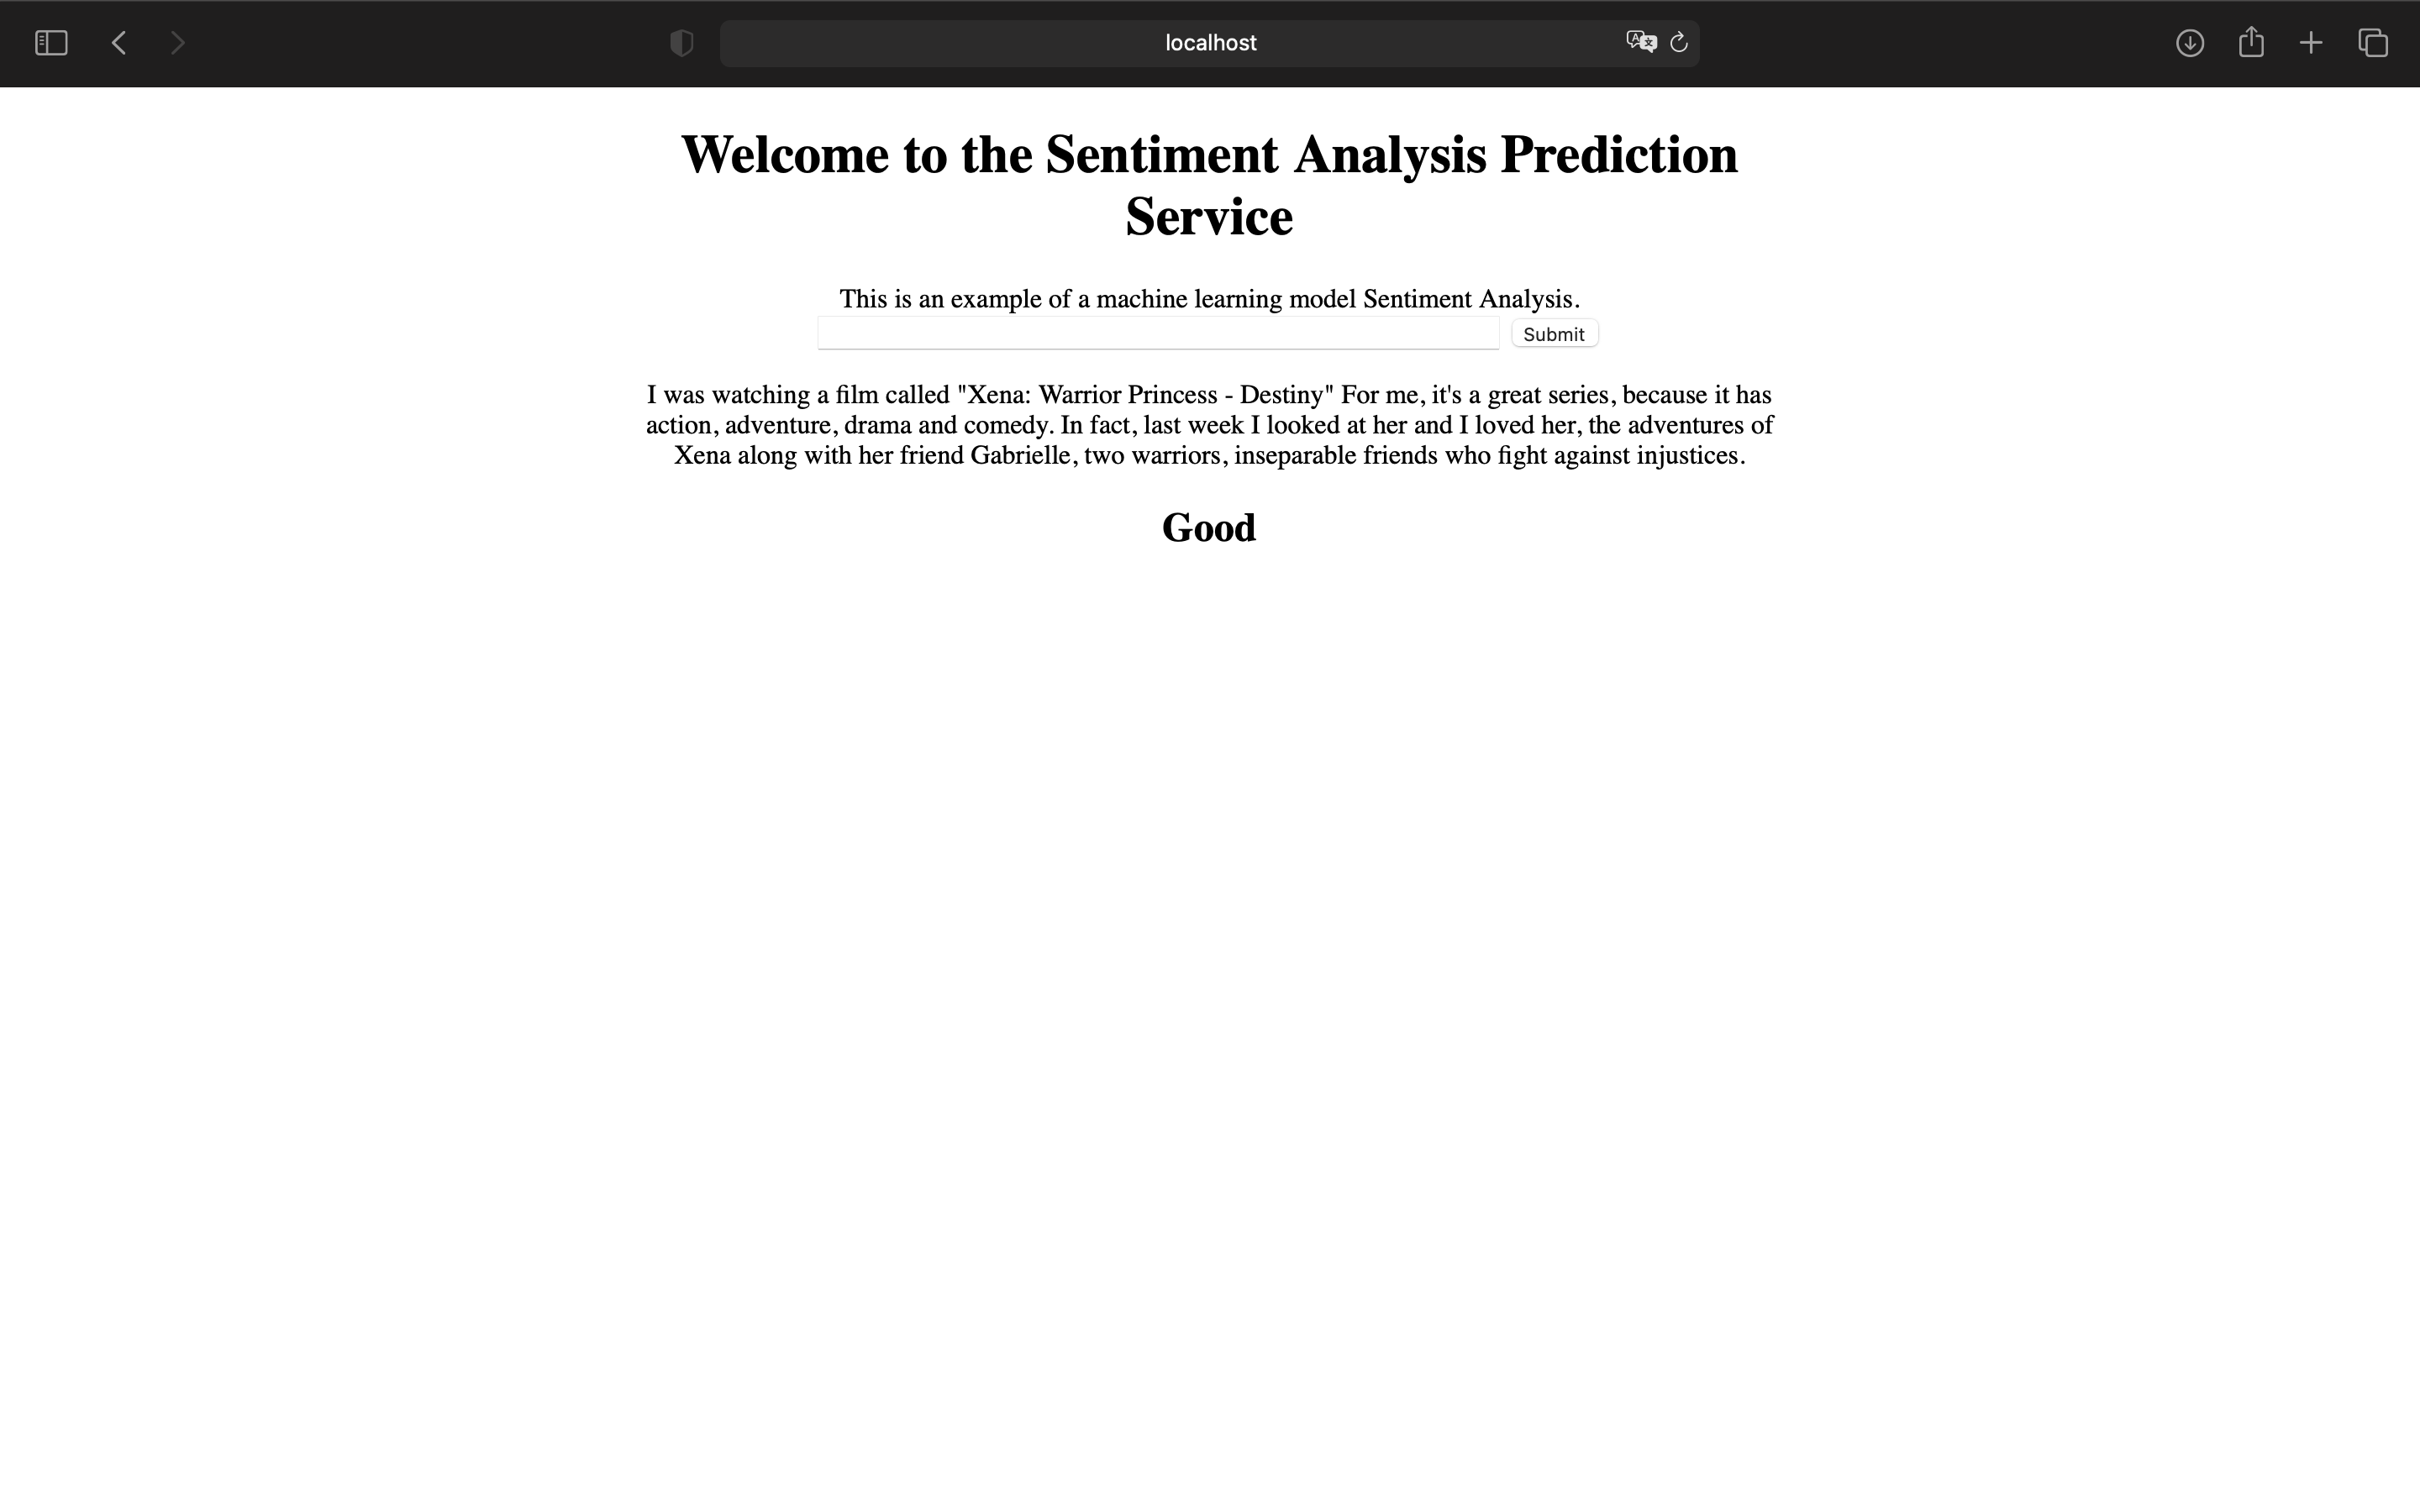 localhost
Welcome to the Sentiment Analysis Prediction
Service
This is an example of a machine learning model Sentiment Analysis.
Submit
I was watching a film called "Xena: Warrior Princess - Destiny" For me, it's a great series, because it has
action, adventure, drama and comedy. In fact, last week I looked at her and I loved her, the adventures of
Xena along with her friend Gabrielle, two warriors, inseparable friends who fight against injustices.
Good